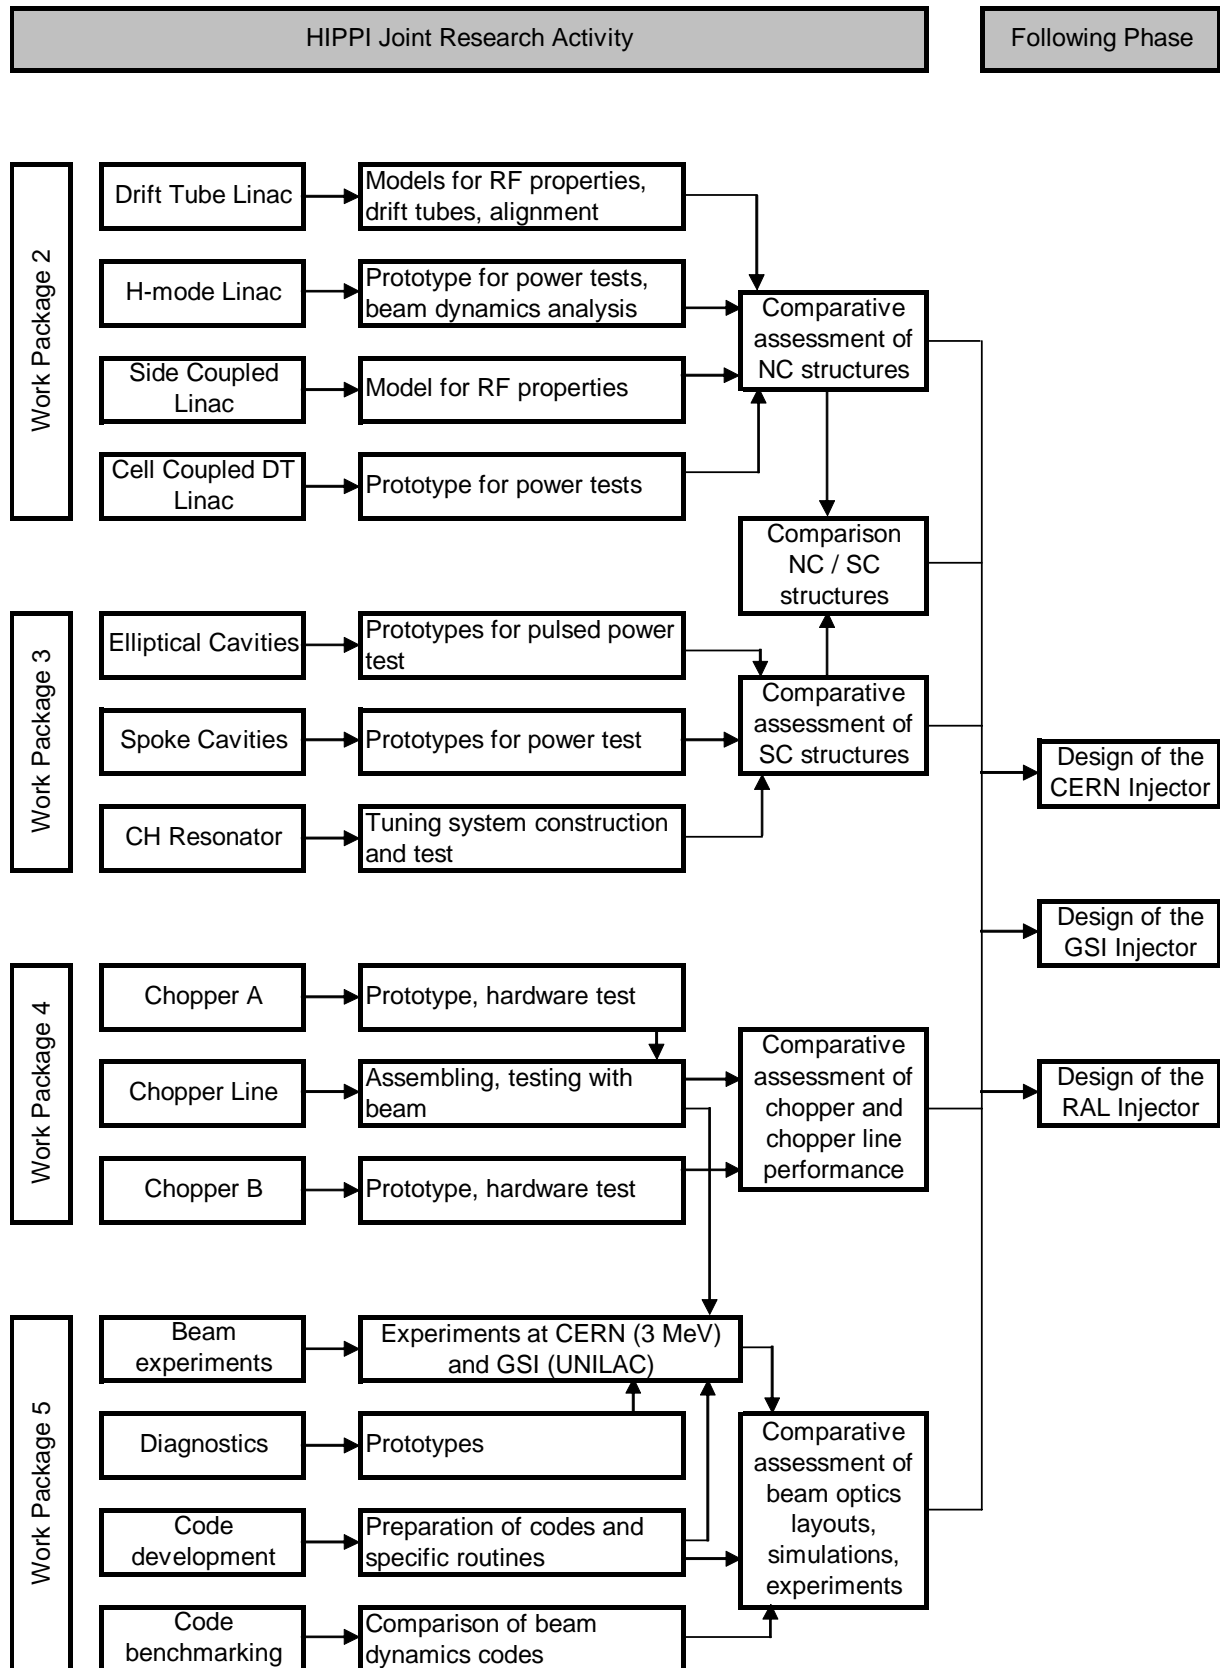 HIPPI Joint Research Activity
Following Phase
Work Package 2
Drift Tube Linac
Models for RF properties,
drift tubes, alignment
H-mode Linac
Prototype for power tests,
beam dynamics analysis
Side Coupled
Linac
Model for RF properties
Cell Coupled DT
Linac
Prototype for power tests
Comparative
assessment of
NC structures
Comparison
NC / SC
structures
Work Package 3
Elliptical Cavities
Prototypes for pulsed power
test
Spoke Cavities
Prototypes for power test
CH Resonator
Tuning system construction
and test
Comparative
assessment of
SC structures
Design of the
CERN Injector
Design of the
GSI Injector
Design of the
RAL Injector
Work Package 4
Chopper A
Prototype, hardware test
Chopper Line
Assembling, testing with
beam
Chopper B
Prototype, hardware test
Comparative
assessment of
chopper and
chopper line
performance
Work Package 5
Beam
experiments
Experiments at CERN (3 MeV)
and GSI (UNILAC)
Diagnostics
Prototypes
Code
development
Preparation of codes and
specific routines
Code
benchmarking
Comparison of beam
dynamics codes
Comparative
assessment of
beam optics
layouts,
simulations,
experiments